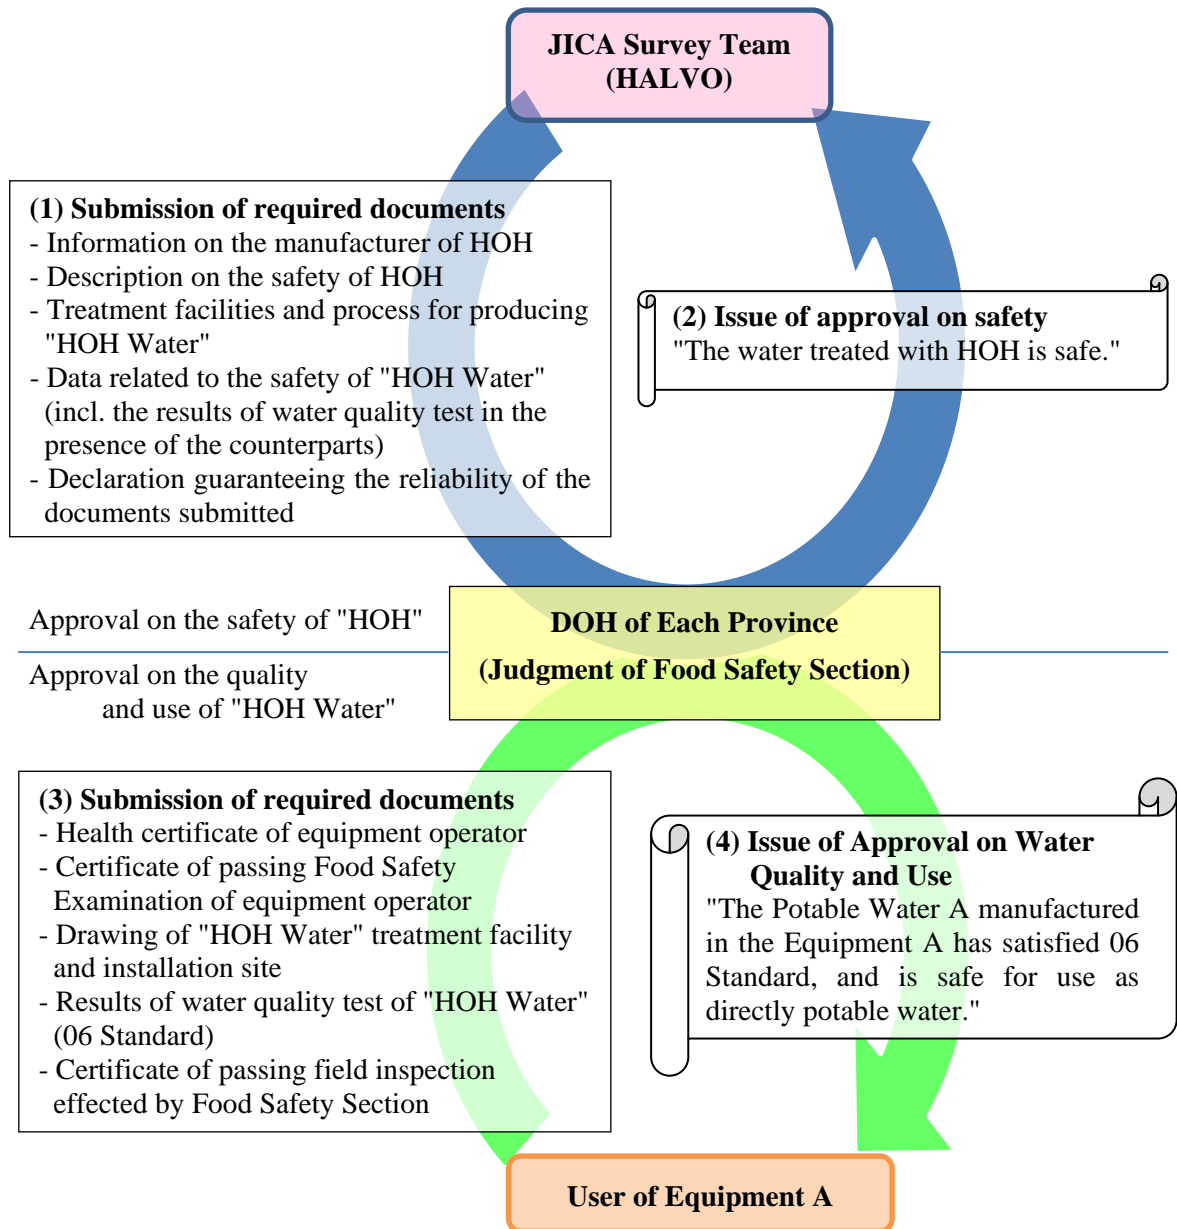 JICA Survey Team
(HALVO)
(1) Submission of required documents
- Information on the manufacturer of HOH
- Description on the safety of HOH
- Treatment facilities and process for producing
"HOH Water"
- Data related to the safety of "HOH Water"
(incl. the results of water quality test in the
presence of the counterparts)
- Declaration guaranteeing the reliability of the
documents submitted
(2) Issue of approval on safety
"The water treated with HOH is safe."
Approval on the safety of "HOH"
DOH of Each Province
(Judgment of Food Safety Section)
Approval on the quality
and use of "HOH Water"
(3) Submission of required documents
- Health certificate of equipment operator
- Certificate of passing Food Safety
Examination of equipment operator
- Drawing of "HOH Water" treatment facility
and installation site
- Results of water quality test of "HOH Water"
(06 Standard)
- Certificate of passing field inspection
effected by Food Safety Section
(4) Issue of Approval on Water
Quality and Use
"The Potable Water A manufactured
in the Equipment A has satisfied 06
Standard, and is safe for use as
directly potable water."
User of Equipment A